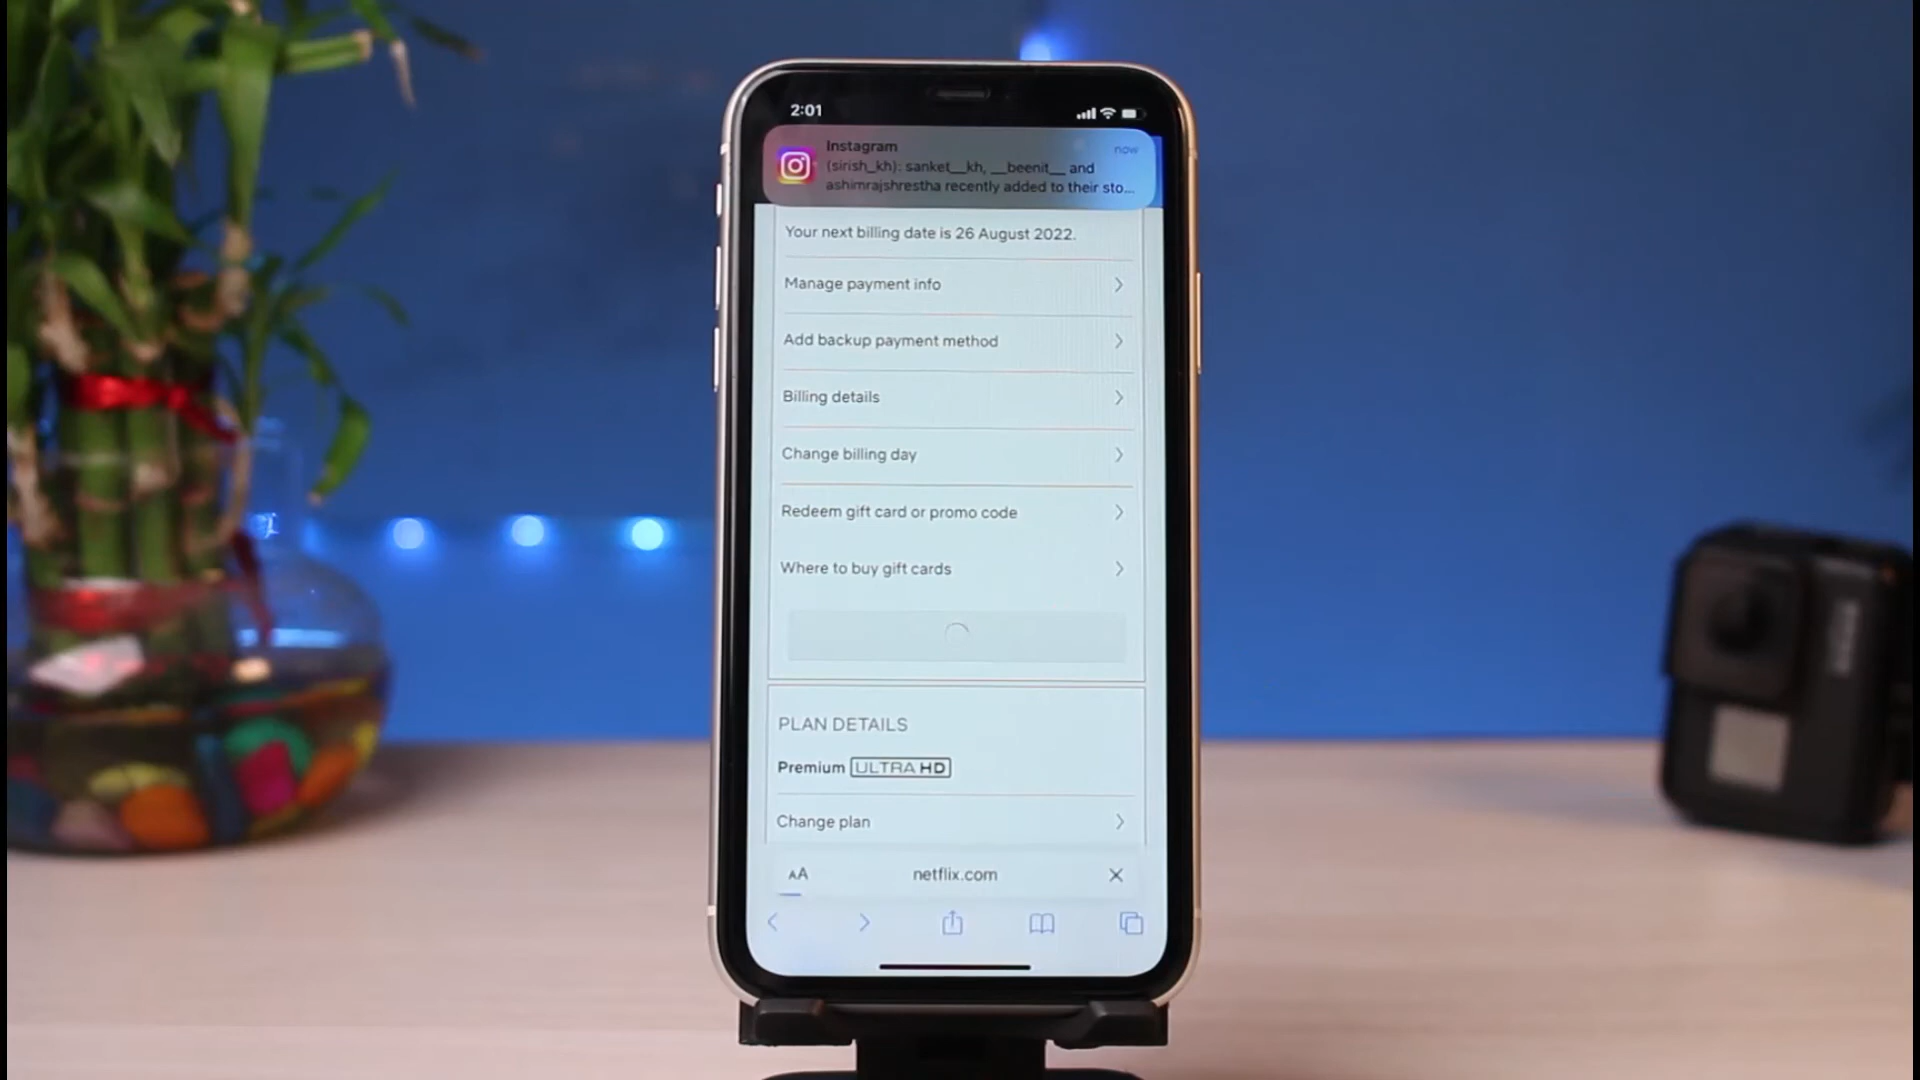 2:01
Instagram
now
(sirish_kh): sanket__kh, __beenit__ and
ashimrajshrestha recently added to their sto...
Your next billing date is 26 August 2022.
Manage payment info
Add backup payment method
Billing details
Change billing day
Redeem gift card or promo code
Where to buy gift cards
PLAN DETAILS
Premium ULTRA HD
Change plan
AA
netflix.com